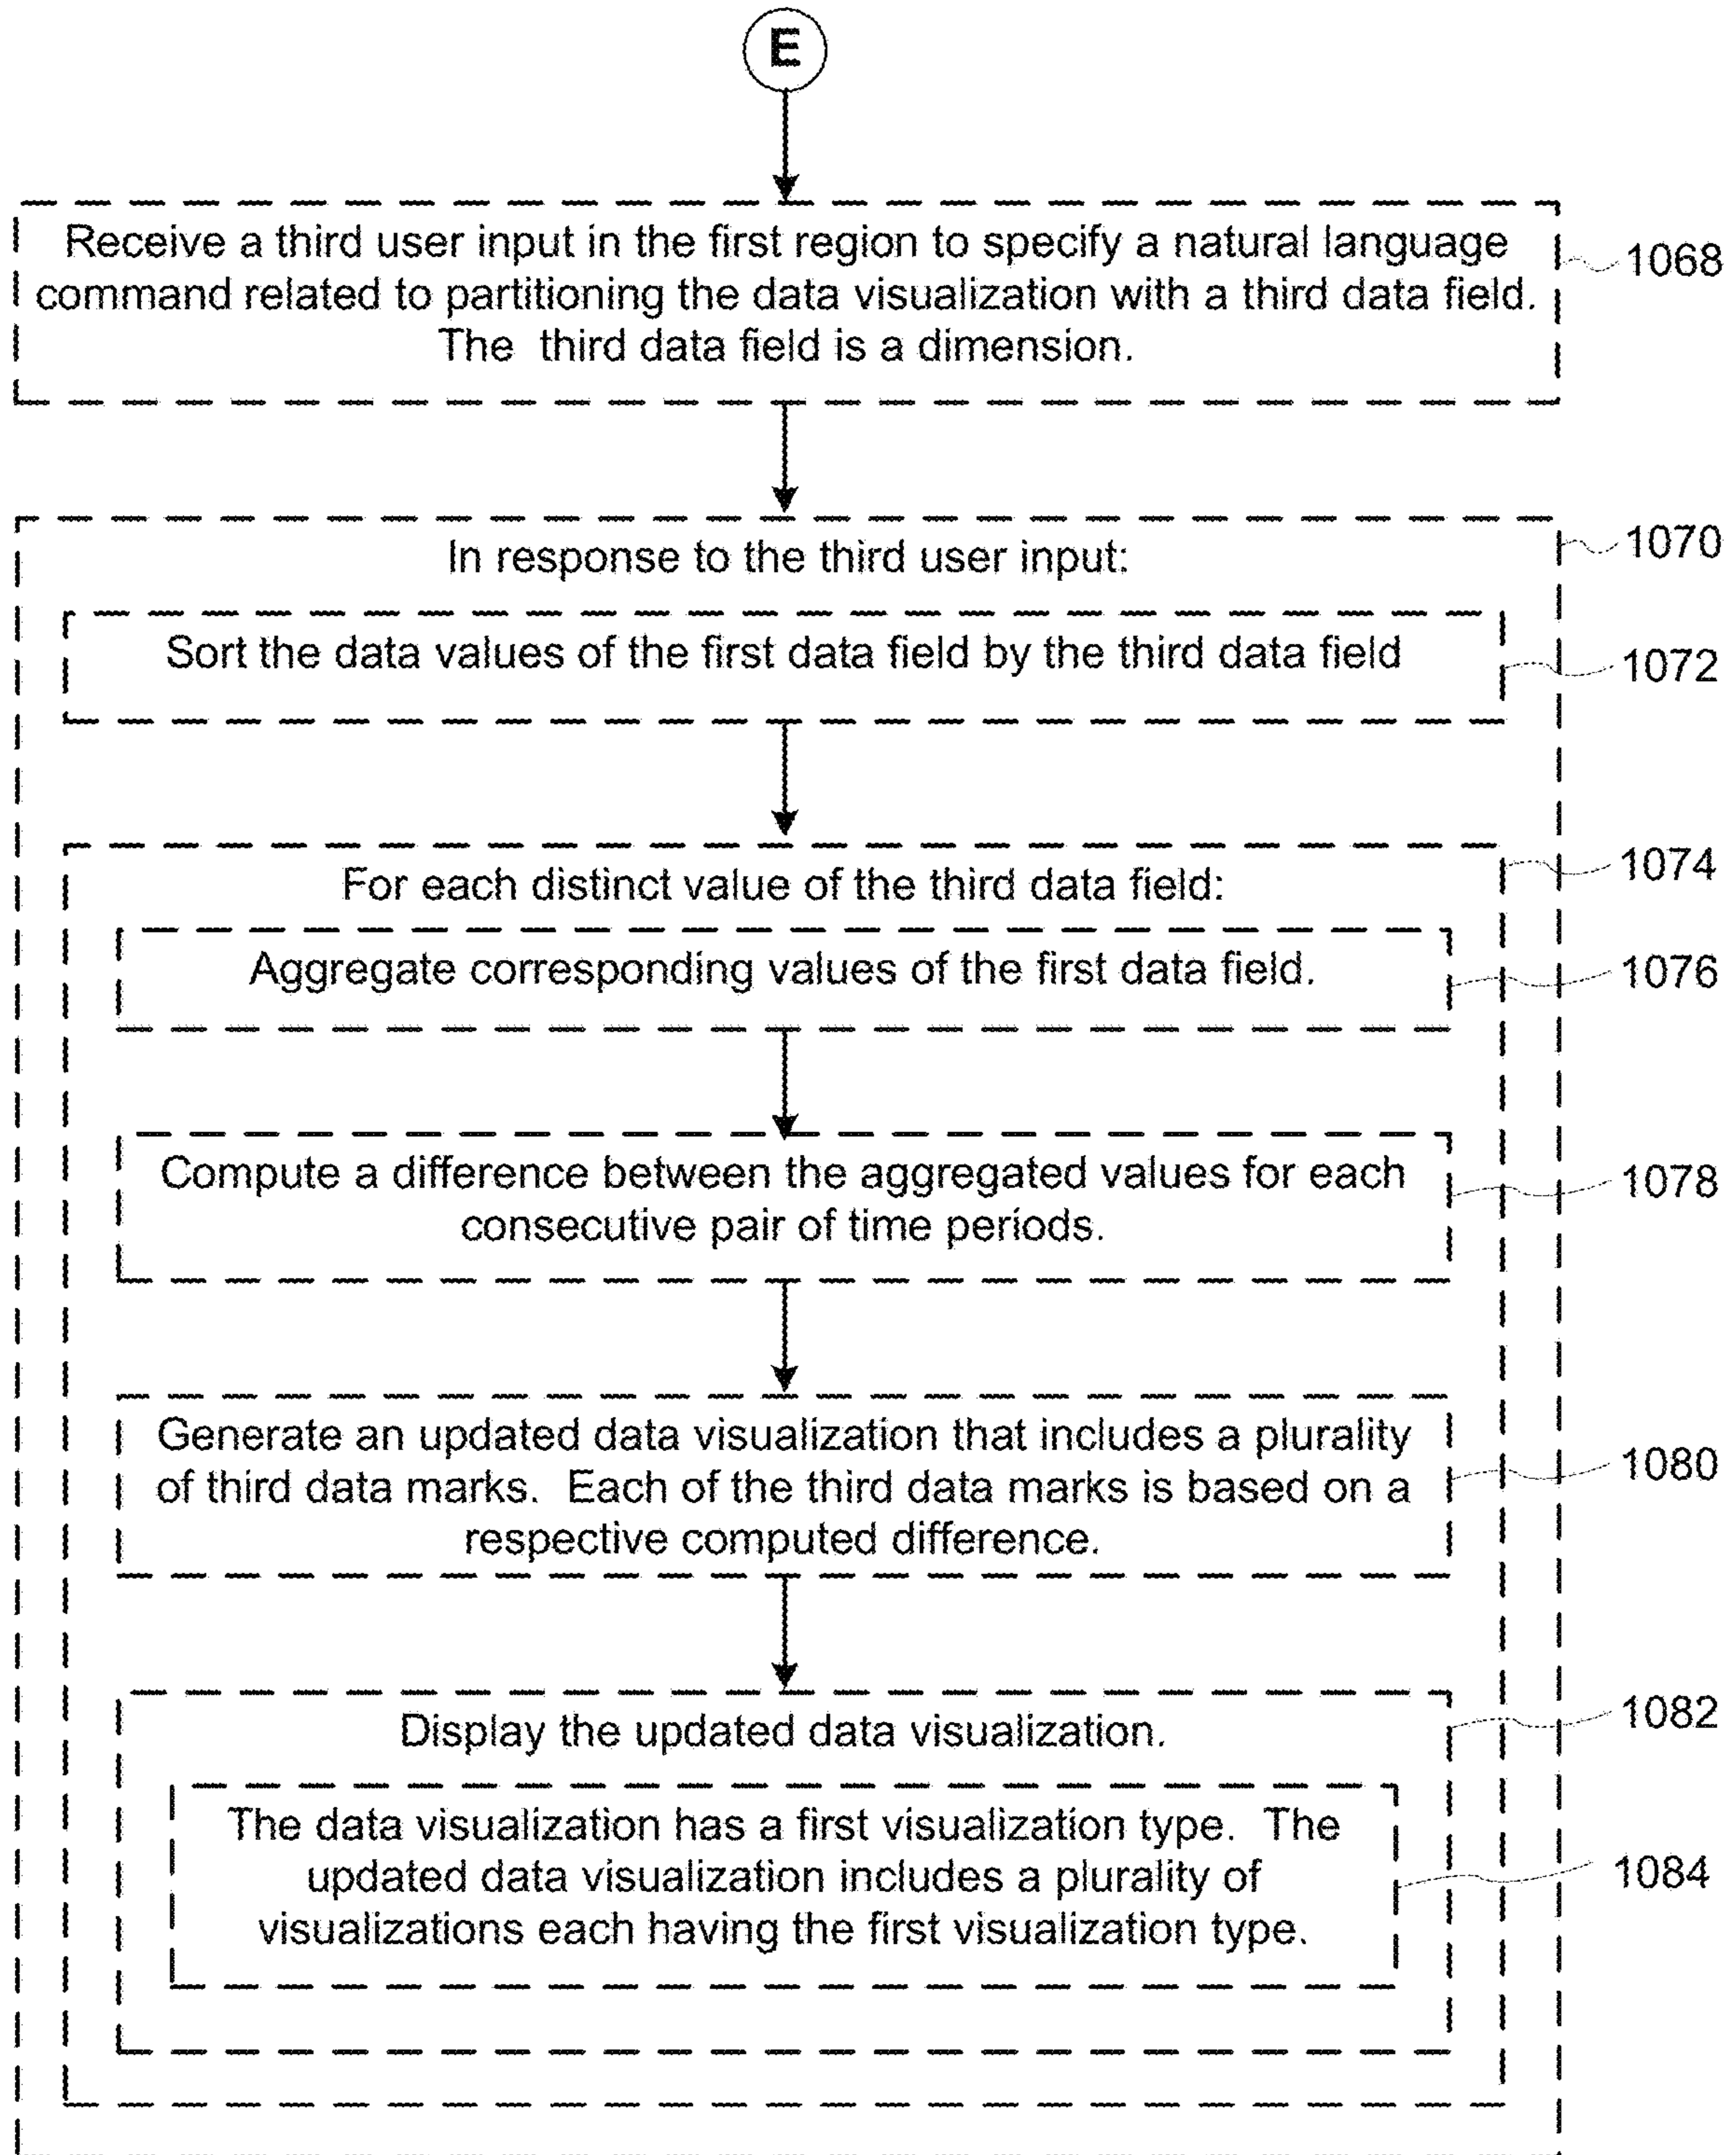 E
Receive a third user input in the first region to specify a natural language
command related to partitioning the data visualization with a third data field.
The third data field is a dimension.
1068
In response to the third user input:
1070
Sort the data values of the first data field by the third data field
1072
For each distinct value of the third data field:
1074
Aggregate corresponding values of the first data field.
1076
Compute a difference between the aggregated values for each
consecutive pair of time periods.
1078
Generate an updated data visualization that includes a plurality
of third data marks. Each of the third data marks is based on a
respective computed difference.
1080
Display the updated data visualization.
1082
The data visualization has a first visualization type. The
updated data visualization includes a plurality of
visualizations each having the first visualization type.
1084